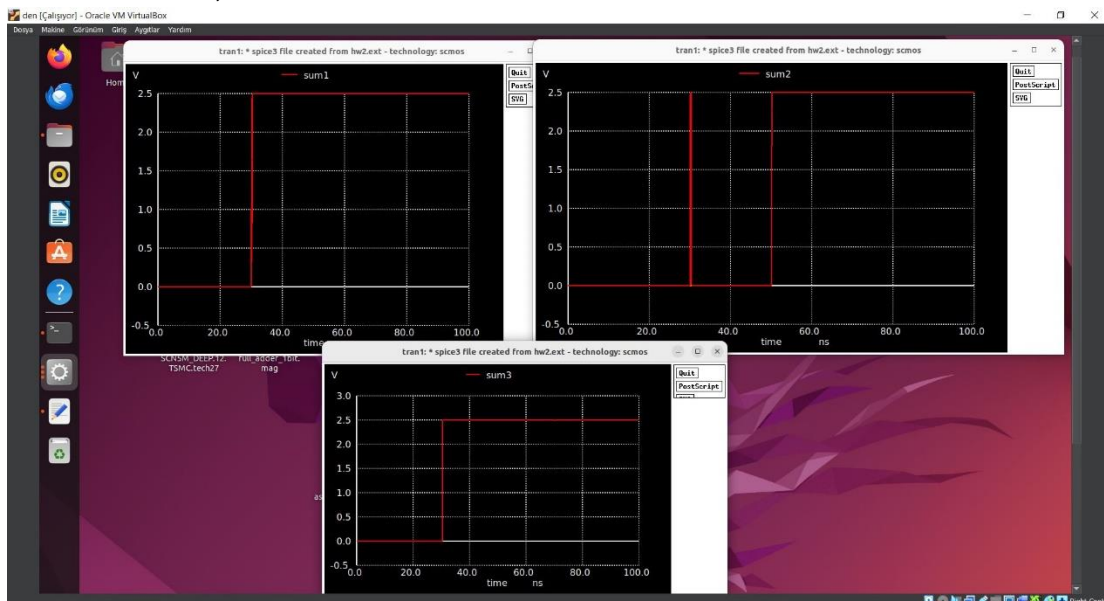 den [Çalışıyor] - Oracle VM VirtualBox
Dosya Makine Görünüm Giriş Aygıtlar Yardım
tran1: * spice3 file created from hw2.ext - technology: scmos
V
sum1
2.5
2.0
1.5
1.0
0.5
0.0
-0.5
0.0 20.0 40.0 60.0 80.0 100.0
time
Quit
tran1: * spice3 file created from hw2.ext - technology: scmos
V
sum2
2.5
2.0
1.5
1.0
0.5
0.0
-0.5
0.0 20.0 40.0 60.0 80.0 100.0
time ns
Quit
PostScript
SVG
Hom
SCN5M_DEEP.12. full_adder_1bit.
TSMC.tech27 mag
tran1: * spice3 file created from hw2.ext - technology: scmos
V
sum3
3.0
2.5
2.0
1.5
1.0
0.5
0.0
-0.5
0.0 20.0 40.0 60.0 80.0 100.0
time ns
Quit
PostScript
as